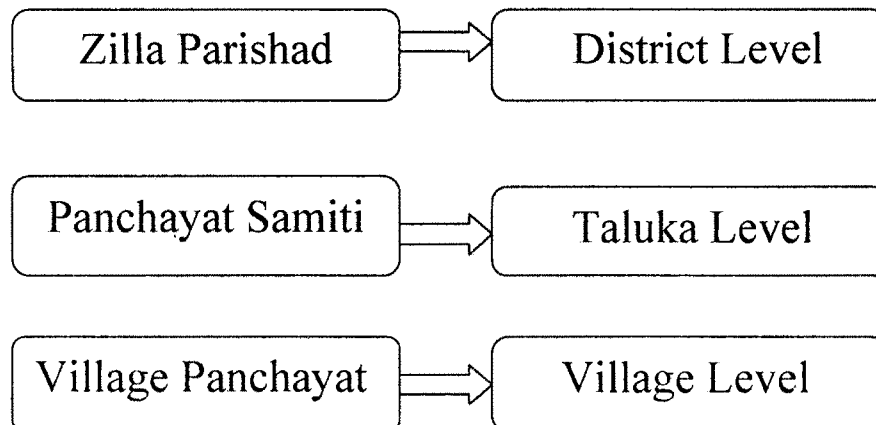 Zilla Parishad District Level
Panchayat Samiti Taluka Level
Village Panchayat Village Level